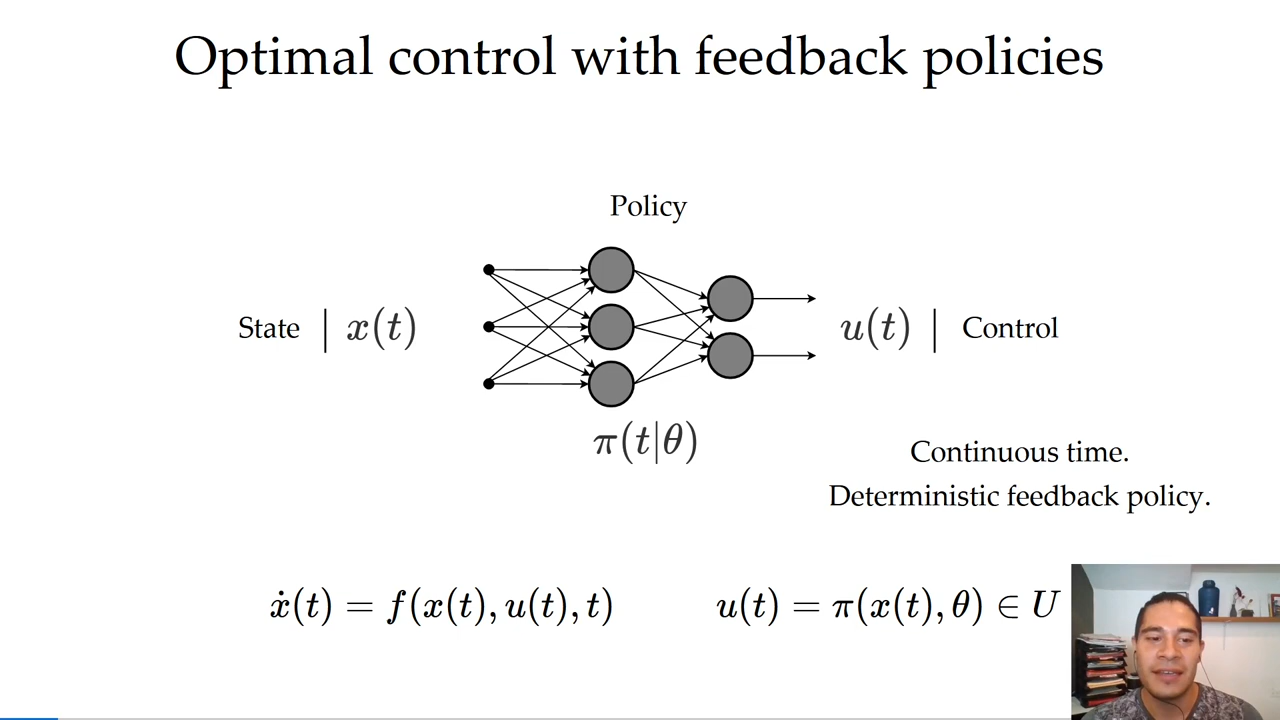 Optimal control with feedback policies
Policy
State | x(t)
u(t) | Control
π(t|θ)
Continuous time.
Deterministic feedback policy.
ẋ(t) = f(x(t), u(t), t)
u(t) = π(x(t), θ) ∈ U